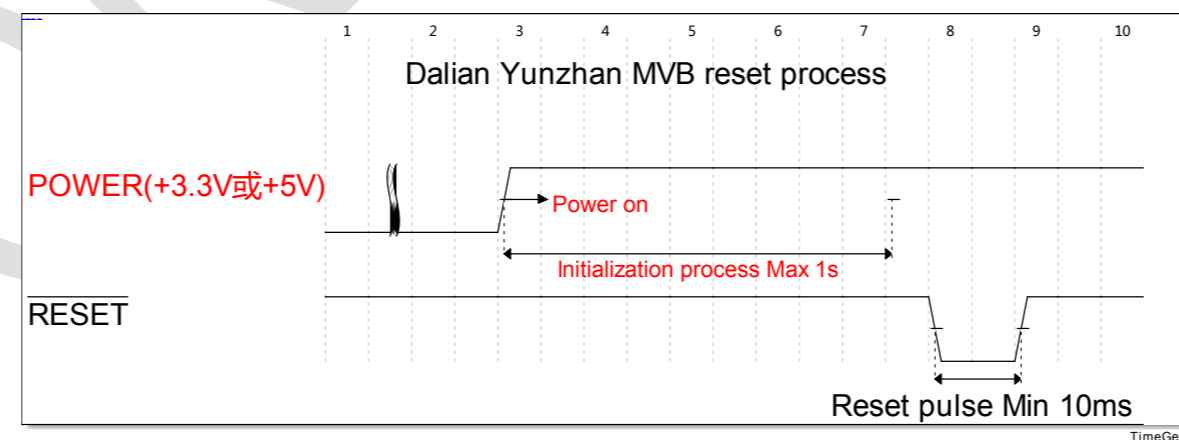 1 2 3 4 5 6 7 8 9 10
Dalian Yunzhan MVB reset process
POWER(+3.3V或+5V)
Power on
Initialization process Max 1s
RESET
Reset pulse Min 10ms
TimeGe